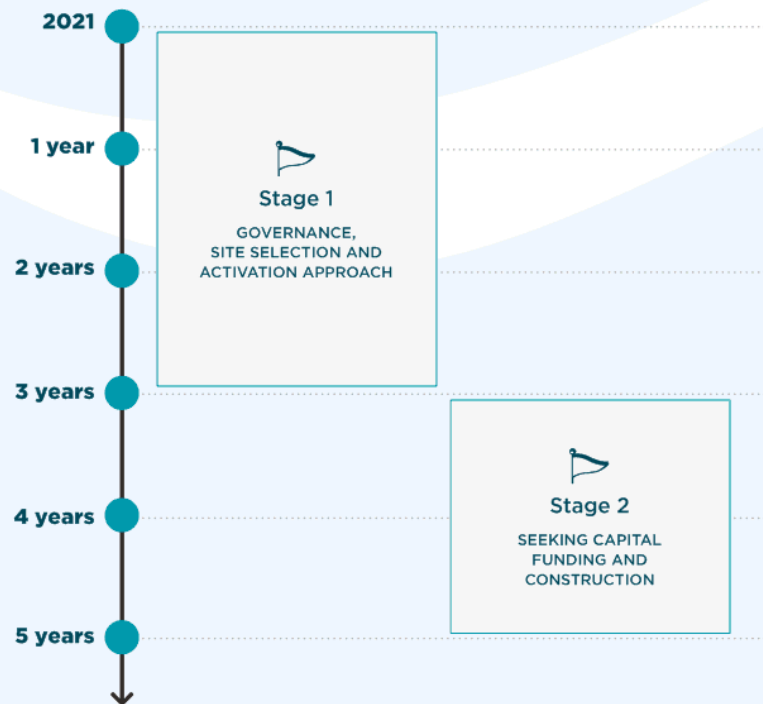 2021
1 year
2 years
3 years
4 years
5 years
Stage 1
GOVERNANCE,
SITE SELECTION AND
ACTIVATION APPROACH
Stage 2
SEEKING CAPITAL
FUNDING AND
CONSTRUCTION